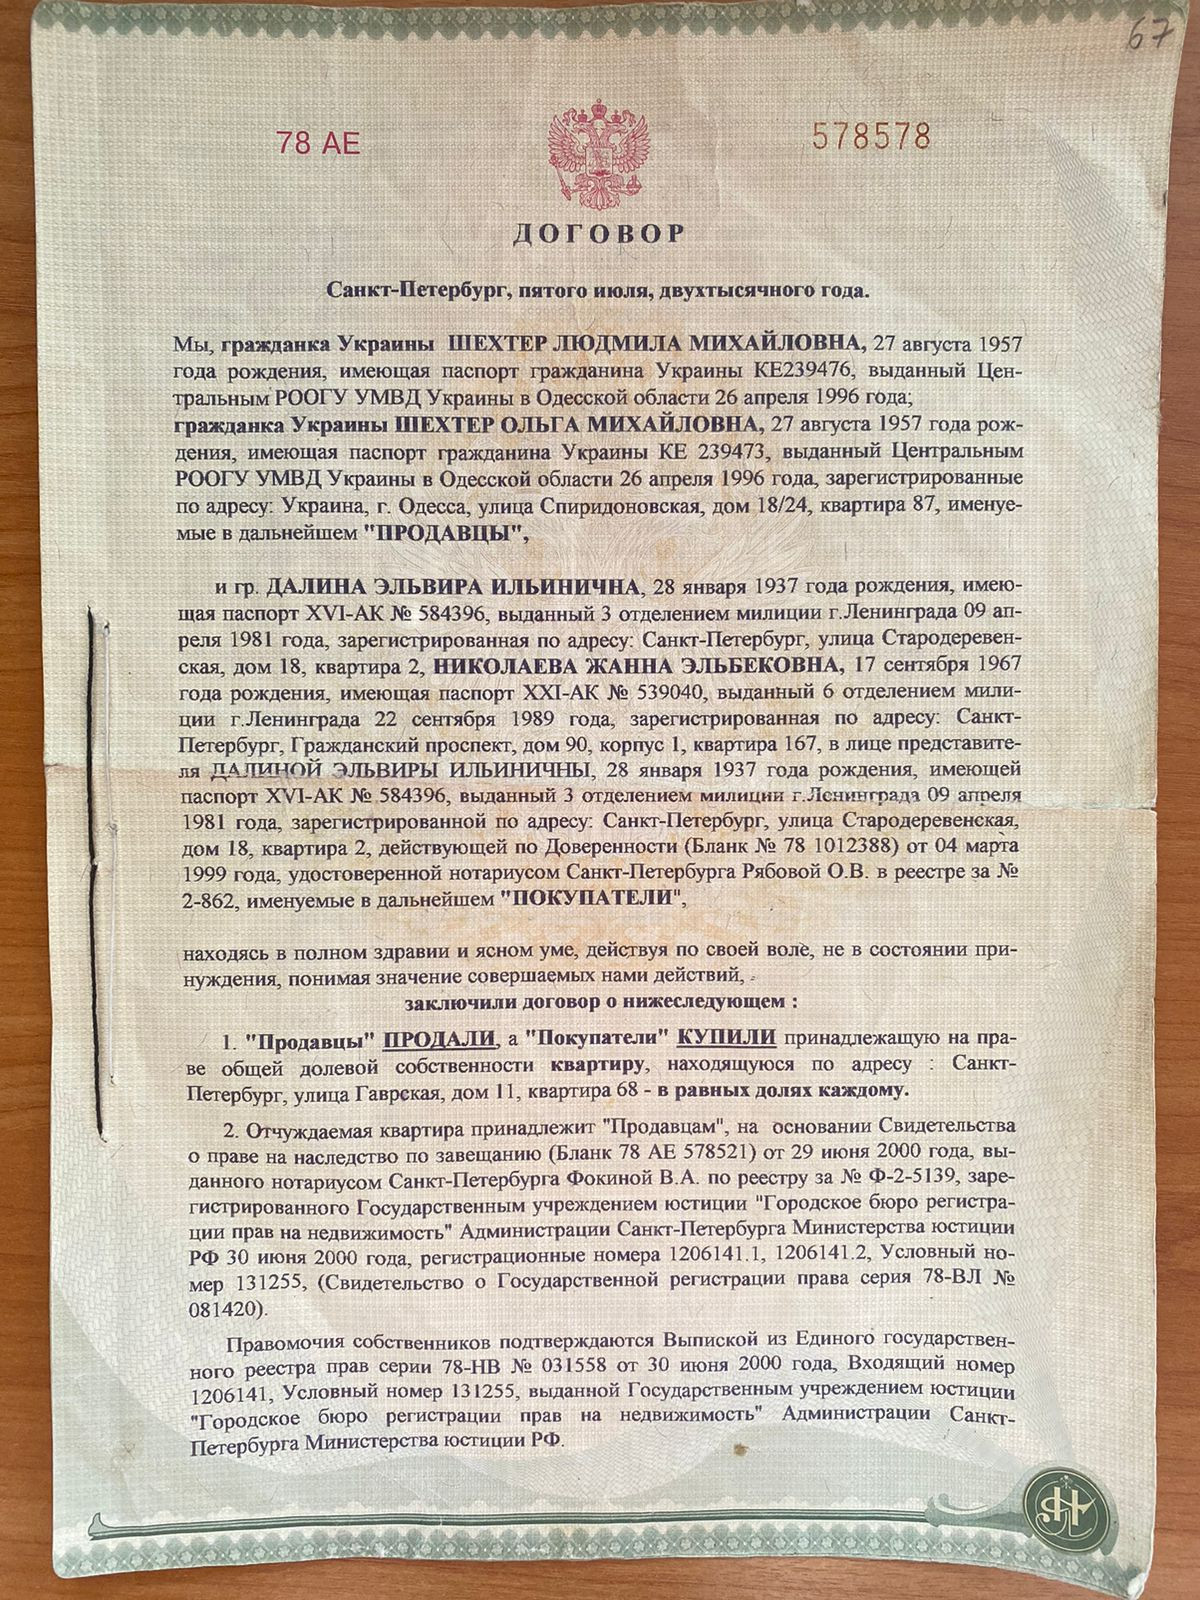 67
78 АЕ
578578
ДОГОВОР
Санкт-Петербург, пятого июля, двухтысячного года.
Мы, гражданка Украины ШЕХТЕР ЛЮДМИЛА МИХАЙЛОВНА, 27 августа 1957
года рождения, имеющая паспорт гражданина Украины КЕ239476, выданный Цен-
тральным РООГУ УМВД Украины в Одесской области 26 апреля 1996 года;
гражданка Украины ШЕХТЕР ОЛЬГА МИХАЙЛОВНА, 27 августа 1957 года рож-
дения, имеющая паспорт гражданина Украины КЕ 239473, выданный Центральным
РООГУ УМВД Украины в Одесской области 26 апреля 1996 года, зарегистрированные
по адресу: Украина, г. Одесса, улица Спиридоновская, дом 18/24, квартира 87, именуе-
мые в дальнейшем "ПРОДАВЦЫ",
и гр. ДАЛИНА ЭЛЬВИРА ИЛЬИНИЧНА, 28 января 1937 года рождения, имею-
щая паспорт XVI-АК № 584396, выданный 3 отделением милиции г.Ленинграда 09 ап-
реля 1981 года, зарегистрированная по адресу: Санкт-Петербург, улица Стародеревен-
ская, дом 18, квартира 2, НИКОЛАЕВА ЖАННА ЭЛЬБЕКОВНА, 17 сентября 1967
года рождения, имеющая паспорт XXI-АК № 539040, выданный 6 отделением мили-
ции г.Ленинграда 22 сентября 1989 года, зарегистрированная по адресу: Санкт-
Петербург, Гражданский проспект, дом 90, корпус 1, квартира 167, в лице представите-
ля ДАЛИНОЙ ЭЛЬВИРЫ ИЛЬИНИЧНЫ, 28 января 1937 года рождения, имеющей
паспорт XVI-АК № 584396, выданный 3 отделением милиции г.Ленинграда 09 апреля
1981 года, зарегистрированной по адресу: Санкт-Петербург, улица Стародеревенская,
дом 18, квартира 2, действующей по Доверенности (Бланк № 78 1012388) от 04 марта
1999 года, удостоверенной нотариусом Санкт-Петербурга Рябовой О.В. в реестре за №
2-862, именуемые в дальнейшем "ПОКУПАТЕЛИ",
находясь в полном здравии и ясном уме, действуя по своей воле, не в состоянии при-
нуждения, понимая значение совершаемых нами действий,
заключили договор о нижеследующем :
1. "Продавцы" ПРОДАЛИ, а "Покупатели" КУПИЛИ принадлежащую на пра-
ве общей долевой собственности квартиру, находящуюся по адресу : Санкт-
Петербург, улица Гаврская, дом 11, квартира 68 - в равных долях каждому.
2. Отчуждаемая квартира принадлежит "Продавцам", на основании Свидетельства
о праве на наследство по завещанию (Бланк 78 АЕ 578521) от 29 июня 2000 года, вы-
данного нотариусом Санкт-Петербурга Фокиной В.А. по реестру за № Ф-2-5139, заре-
гистрированного Государственным учреждением юстиции "Городское бюро регистра-
ции прав на недвижимость" Администрации Санкт-Петербурга Министерства юстиции
РФ 30 июня 2000 года, регистрационные номера 1206141.1, 1206141.2, Условный но-
мер 131255, (Свидетельство о Государственной регистрации права серия 78-ВЛ №
081420).
Правомочия собственников подтверждаются Выпиской из Единого государствен-
ного реестра прав серии 78-НВ № 031558 от 30 июня 2000 года, Входящий номер
1206141, Условный номер 131255, выданной Государственным учреждением юстиции
"Городское бюро регистрации прав на недвижимость" Администрации Санкт-
Петербурга Министерства юстиции РФ.